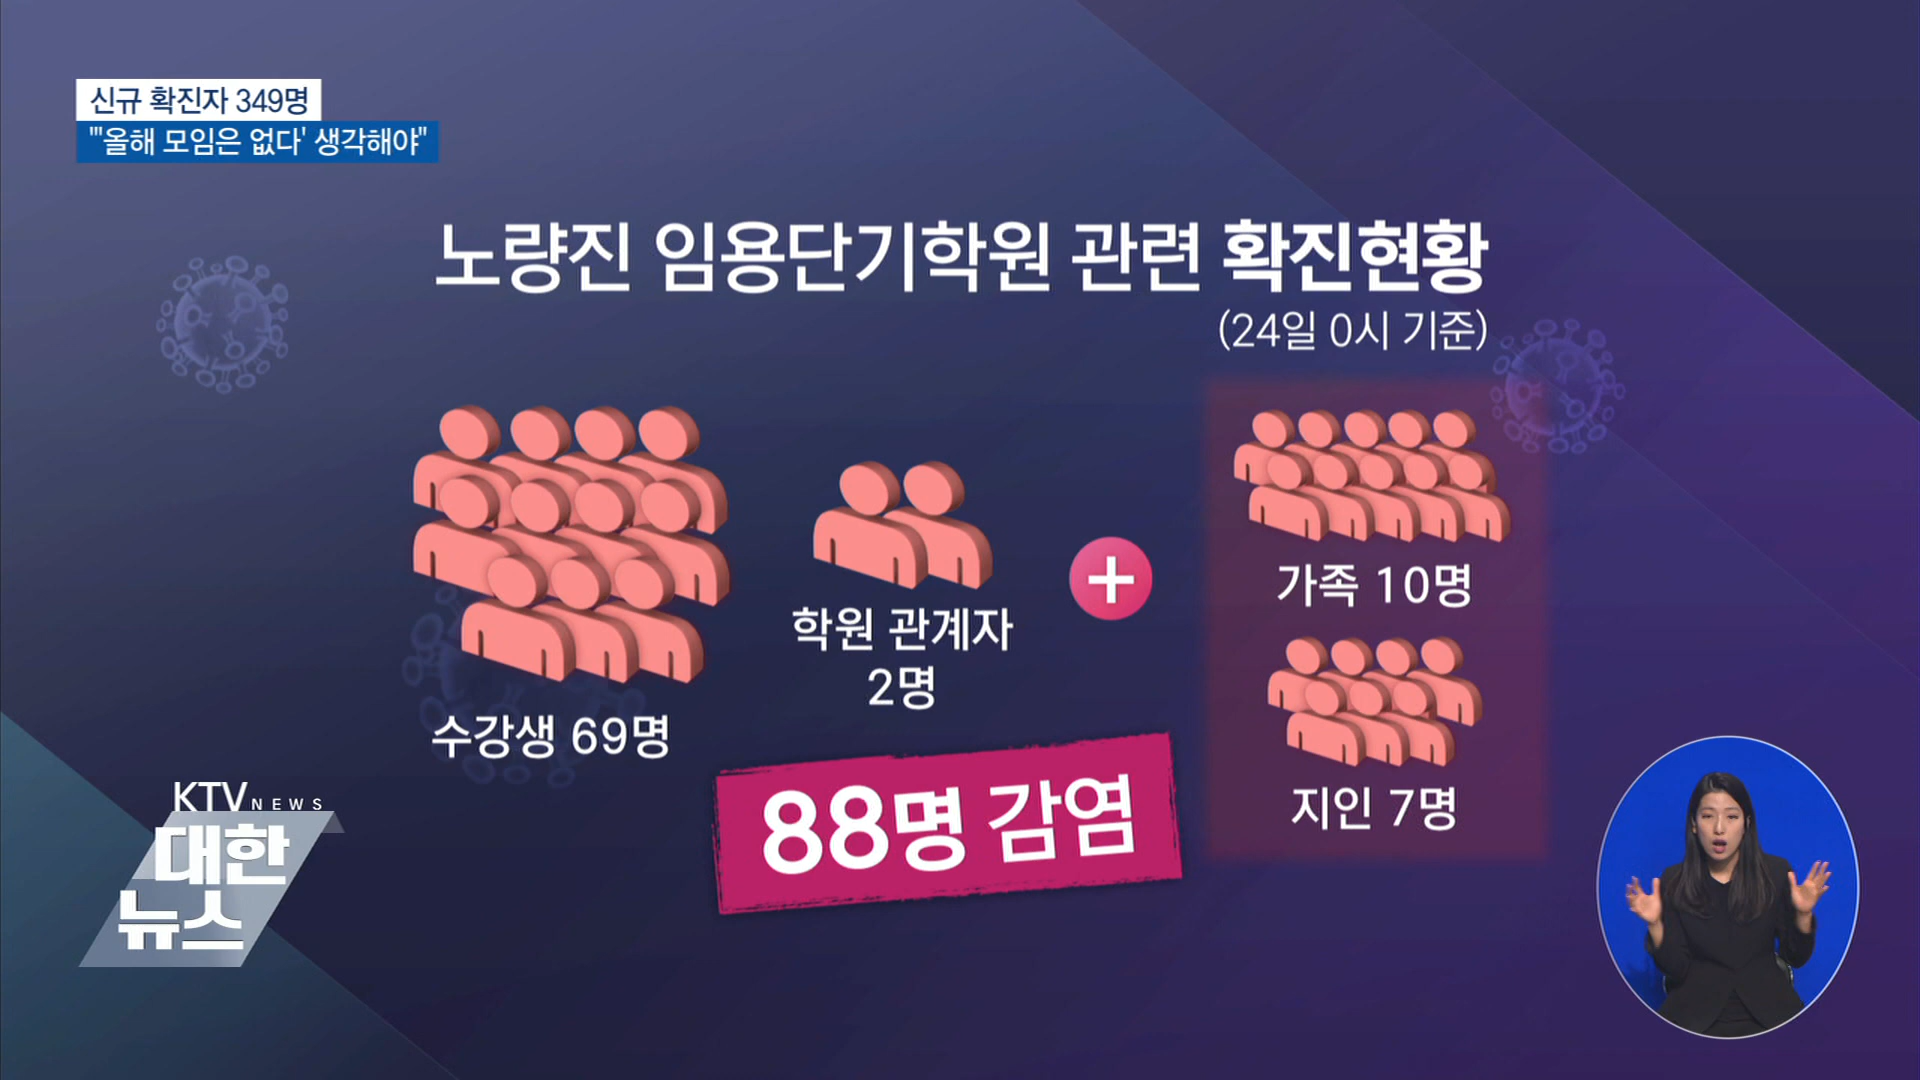 신규 확진자 349명
"'올해 모임은 없다' 생각해야"
노량진 임용단기학원 관련 확진현황
(24일 0시 기준)
수강생 69명
학원 관계자
2명
+
가족 10명
지인 7명
88명 감염
KTV NEWS
대한
뉴스